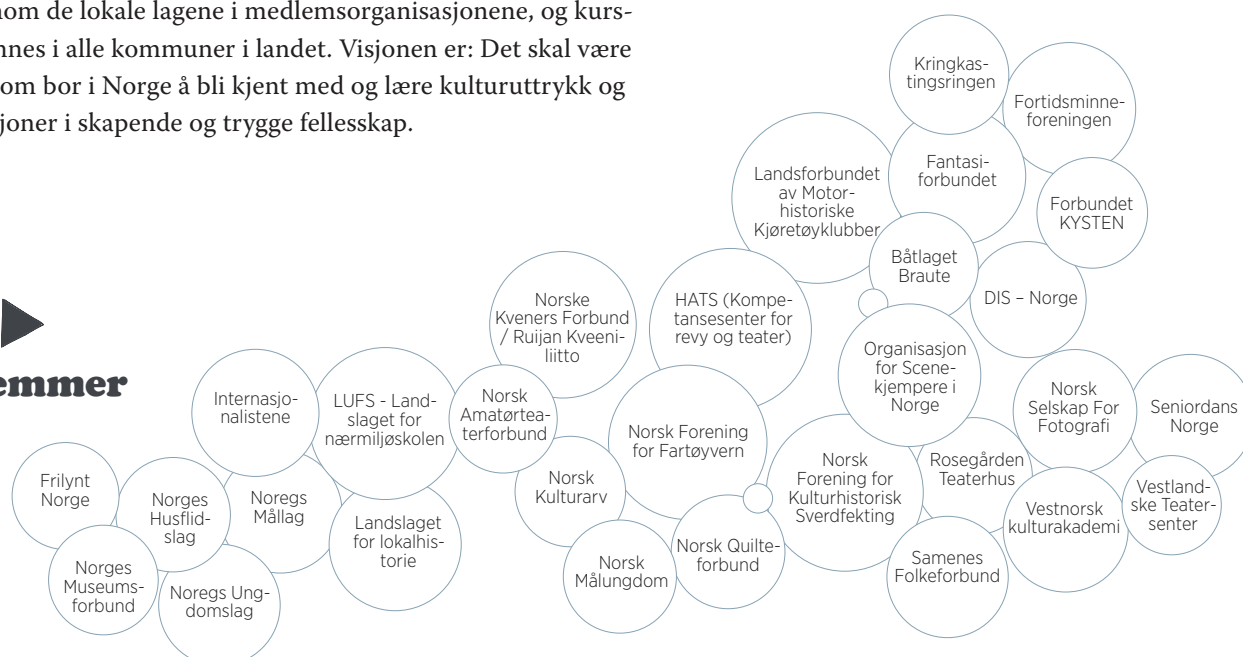 nom de lokale lagene i medlemsorganisasjonene, og kurs-
nnes i alle kommuner i landet. Visjonen er: Det skal være
om bor i Norge å bli kjent med og lære kulturuttrykk og
joner i skapende og trygge fellesskap.
emmer
Frilynt
Norge
Norges
Museums-
forbund
Norges
Husflid-
slag
Noregs Ung-
domslag
Internasjo-
nalistene
Noregs
Mållag
LUFS - Land-
slaget for
nærmiljøskolen
Landslaget
for lokalhis-
torie
Norske
Kveners Forbund
/ Ruijan Kveeni-
liitto
Norsk
Amatørtea-
terforbund
Norsk
Kulturarv
Norsk
Målungdom
HATS (Kompe-
tansesenter for
revy og teater)
Norsk Forening
for Fartøyvern
Norsk Quilte-
forbund
Landsforbundet
av Motor-
historiske
Kjøretøyklubber
Kringkas-
tingsringen
Fortidsminne-
foreningen
Fantasi-
forbundet
Forbundet
KYSTEN
Båtlaget
Braute
DIS – Norge
Organisasjon
for Scene-
kjempere i
Norge
Norsk
Forening for
Kulturhistorisk
Sverdfekting
Rosegården
Teaterhus
Samenes
Folkeforbund
Norsk
Selskap For
Fotografi
Vestnorsk
kulturakademi
Seniordans
Norge
Vestland-
ske Teater-
senter